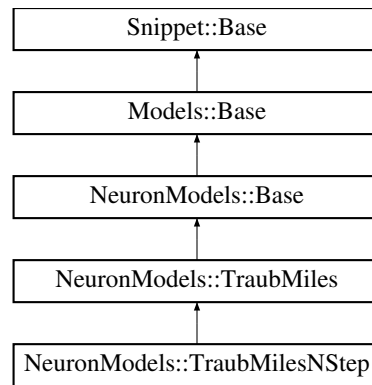 Snippet::Base
Models::Base
NeuronModels::Base
NeuronModels::TraubMiles
NeuronModels::TraubMilesNStep